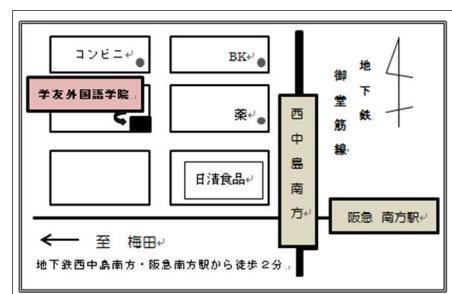 コンビニ
BK
学友外国語学院
薬
西中島南方
地下鉄
御堂筋線
日清食品
阪急 南方駅
← 至 梅田
地下鉄西中島南方・阪急南方駅から徒歩2分